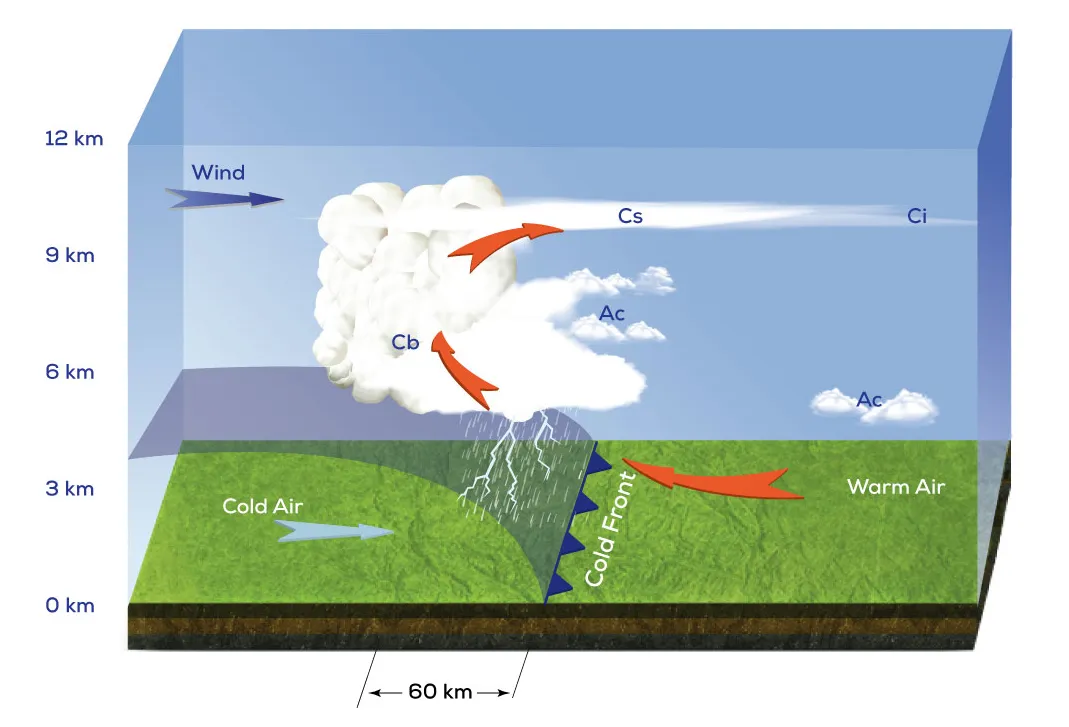 12 km
Wind
Cs
Ci
9 km
Ac
Cb
6 km
Ac
3 km
Warm Air
Cold Air
Cold Front
0 km
60 km